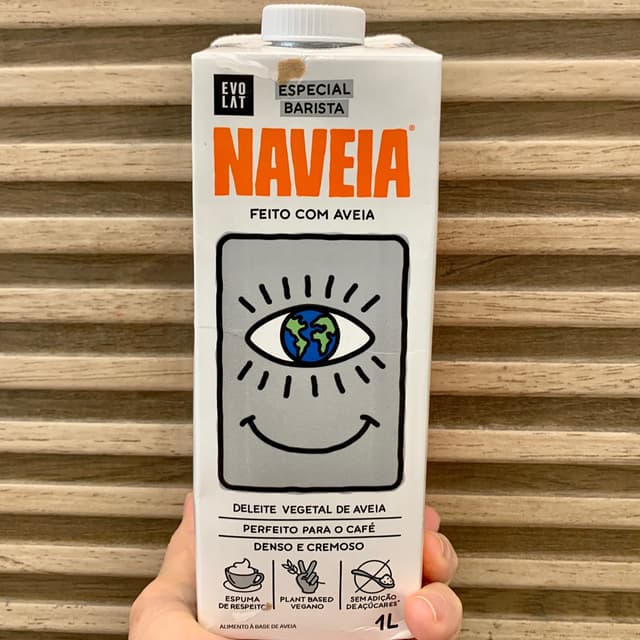 EVO
LAT
ESPECIAL
BARISTA
NAVEIA®
FEITO COM AVEIA
DELEITE VEGETAL DE AVEIA
PERFEITO PARA O CAFÉ
DENSO E CREMOSO
ESPUMA
DE RESPEITO
PLANT BASED
VEGANO
SEM ADIÇÃO
DE AÇÚCARES*
ALIMENTO À BASE DE AVEIA
1L